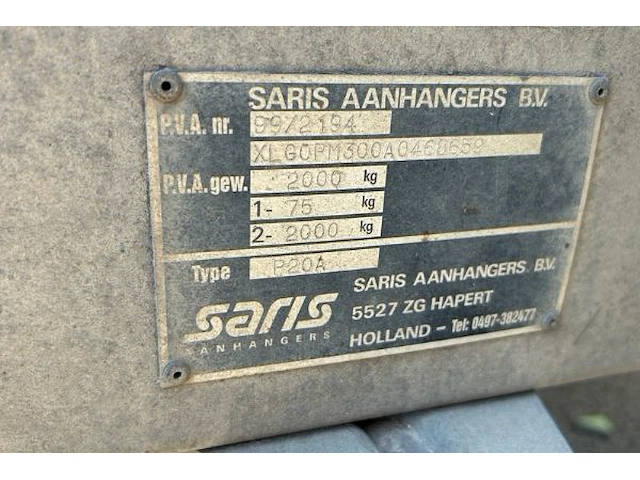 SARIS AANHANGERS B.V.
P.V.A. nr. 99/2194
XLGOPM300A0468659
P.V.A. gew. 2000 kg
1- 75 kg
2- 2000 kg
Type P20A
SARIS AANHANGERS B.V.
5527 ZG HAPERT
HOLLAND - Tel: 0497-382477
saris
AANHANGERS